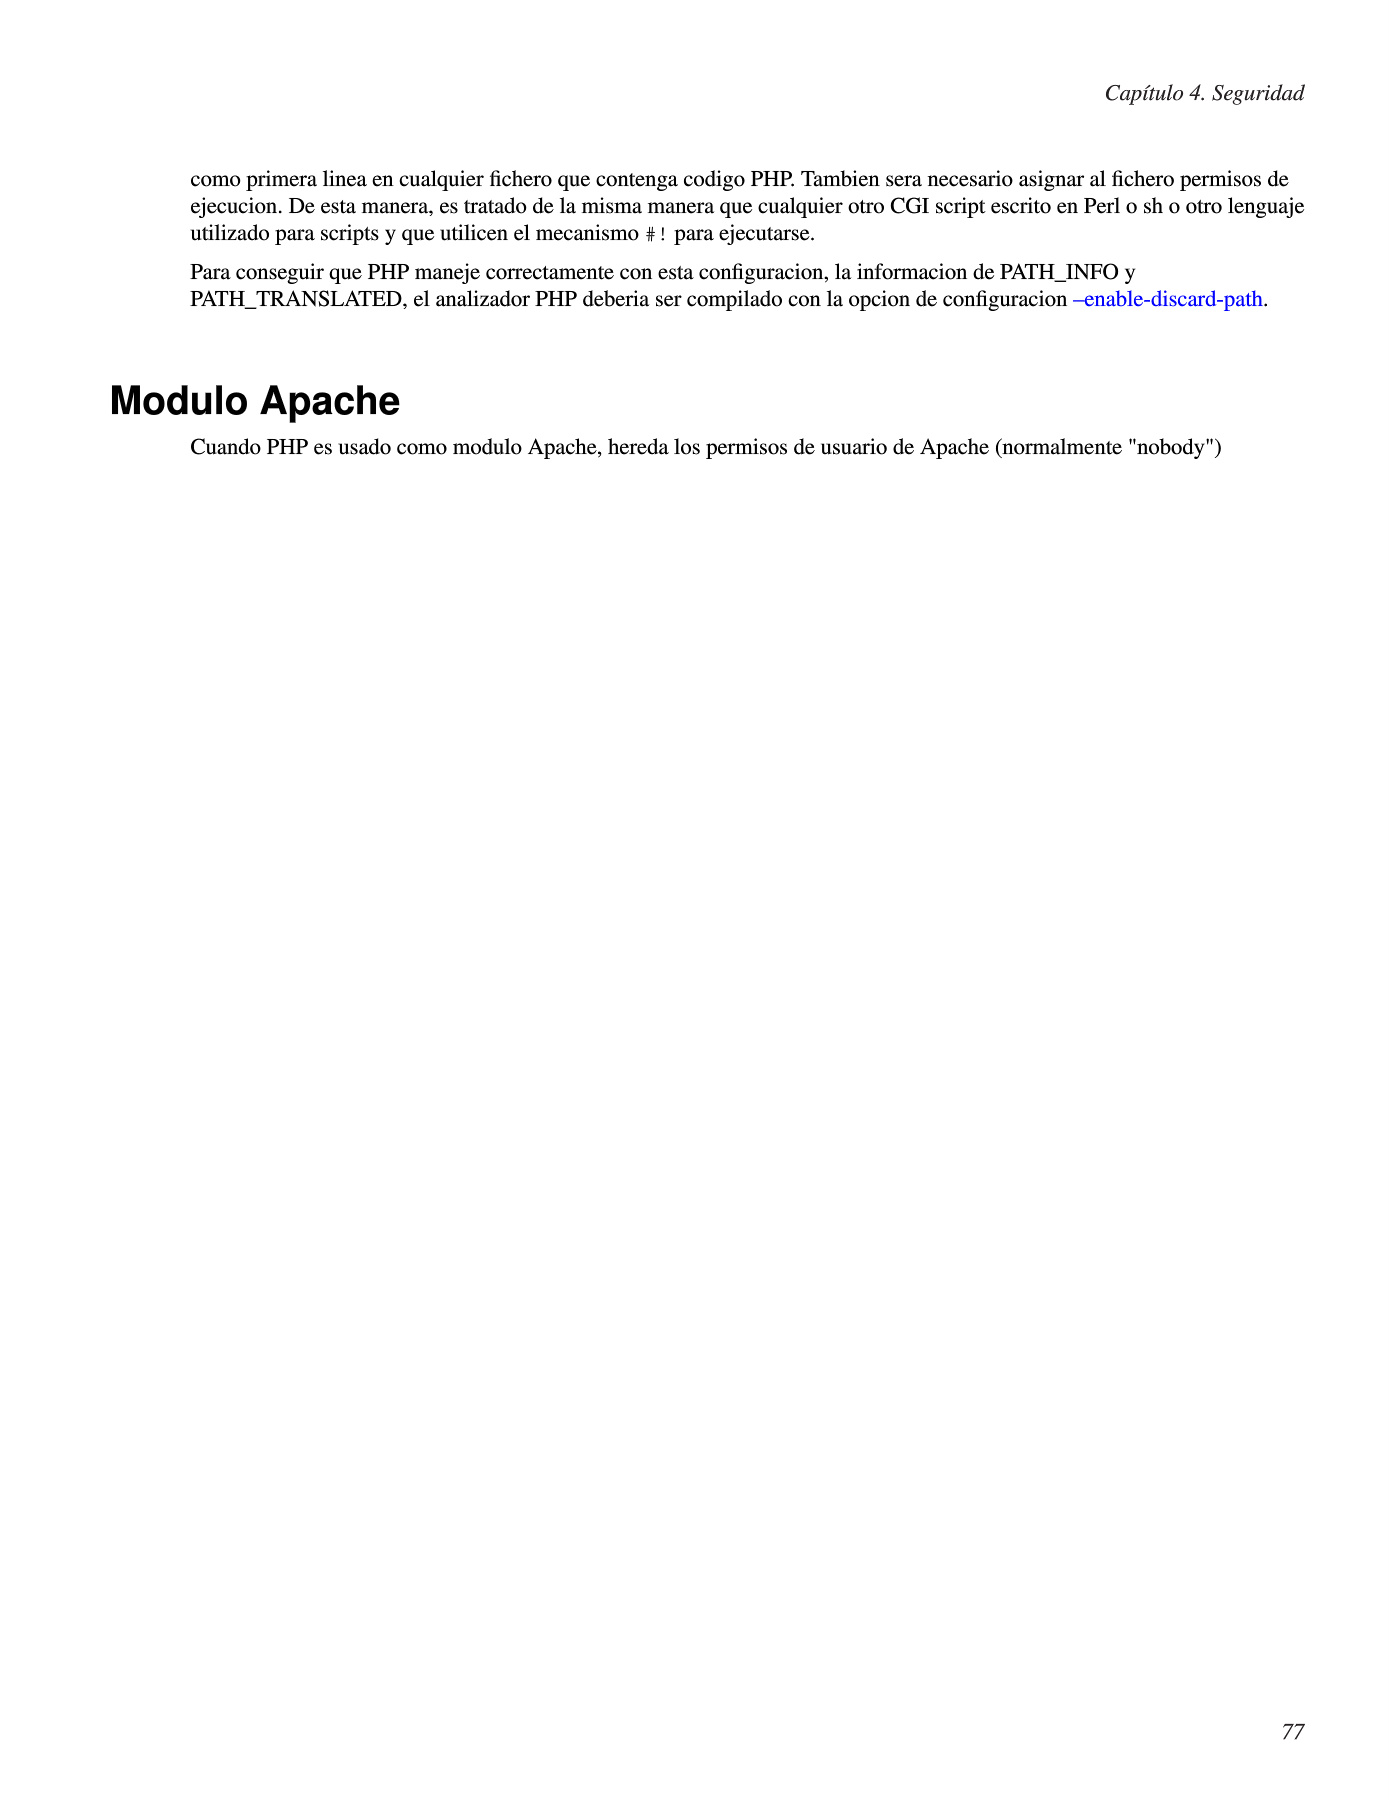 Capítulo 4. Seguridad
como primera linea en cualquier fichero que contenga codigo PHP. Tambien sera necesario asignar al fichero permisos de
ejecucion. De esta manera, es tratado de la misma manera que cualquier otro CGI script escrito en Perl o sh o otro lenguaje
utilizado para scripts y que utilicen el mecanismo #! para ejecutarse.
Para conseguir que PHP maneje correctamente con esta configuracion, la informacion de PATH_INFO y
PATH_TRANSLATED, el analizador PHP deberia ser compilado con la opcion de configuracion –enable-discard-path.
Modulo Apache
Cuando PHP es usado como modulo Apache, hereda los permisos de usuario de Apache (normalmente "nobody")
77